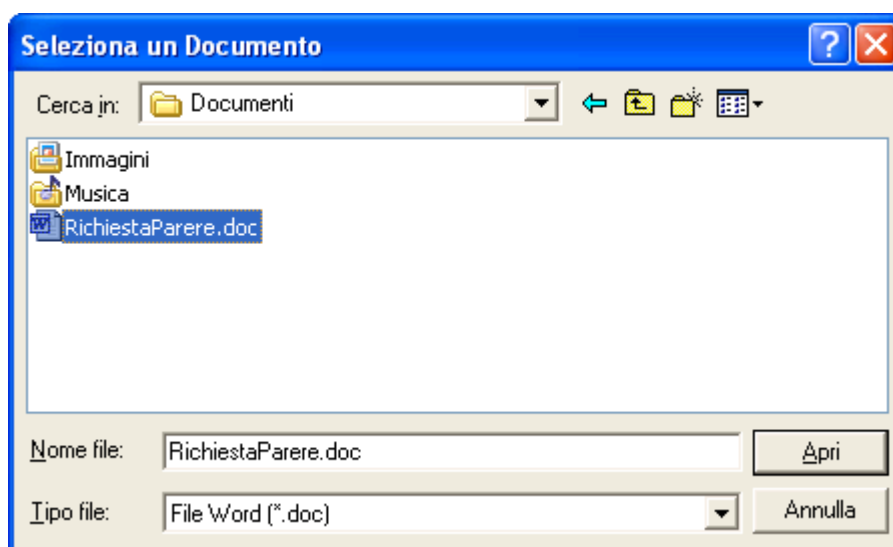 Seleziona un Documento
Cerca in: Documenti
Immagini
Musica
RichiestaParere.doc
Nome file: RichiestaParere.doc Apri
Tipo file: File Word (*.doc) Annulla